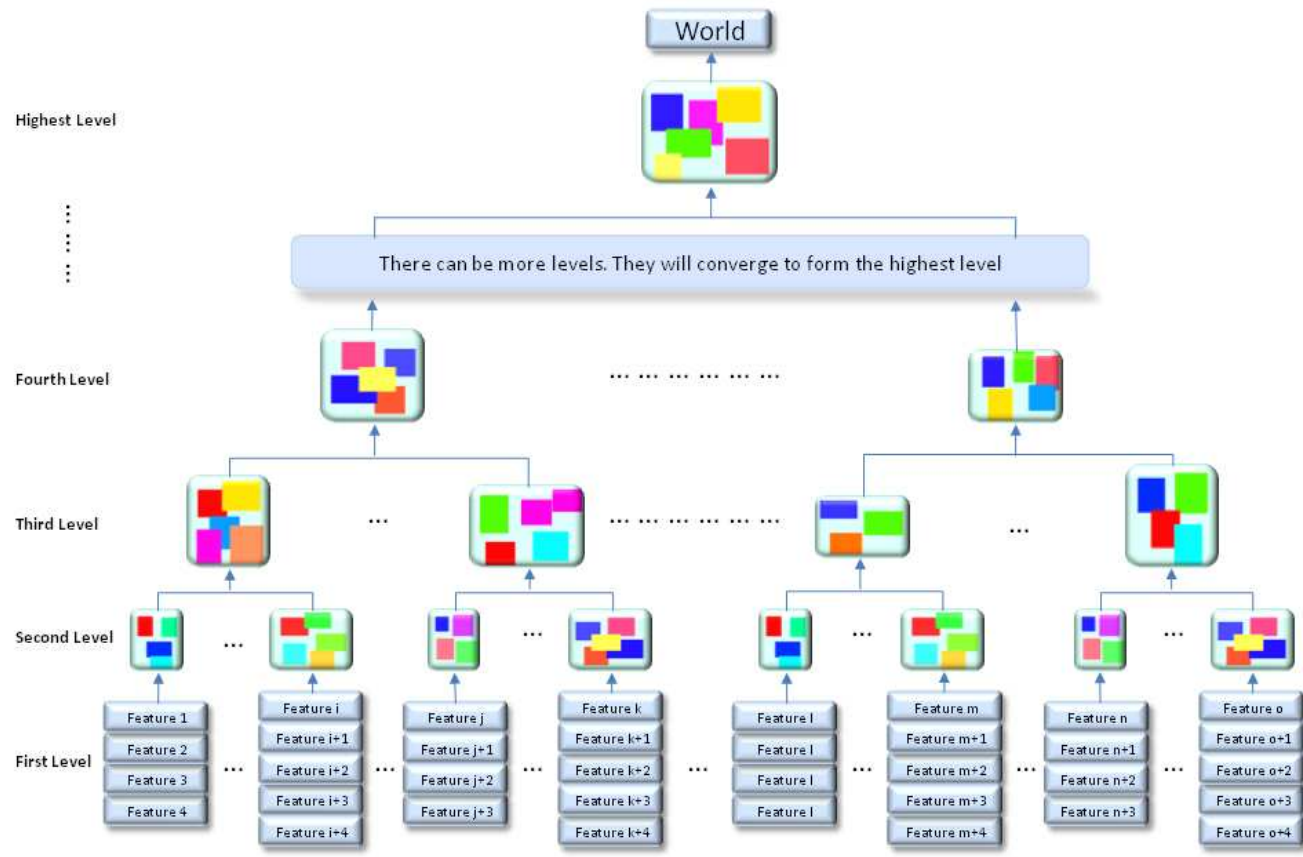 World
Highest Level
There can be more levels. They will converge to form the highest level
Fourth Level
... ... ... ... ... ...
Third Level
...
... ... ... ... ... ...
...
Second Level
...
...
...
...
First Level
Feature 1
Feature 2
Feature 3
Feature 4
...
Feature i
Feature i+1
Feature i+2
Feature i+3
Feature i+4
...
Feature j
Feature j+1
Feature j+2
Feature j+3
...
Feature k
Feature k+1
Feature k+2
Feature k+3
Feature k+4
...
Feature l
Feature l
Feature l
Feature l
...
Feature m
Feature m+1
Feature m+2
Feature m+3
Feature m+4
...
Feature n
Feature n+1
Feature n+2
Feature n+3
...
Feature o
Feature o+1
Feature o+2
Feature o+3
Feature o+4